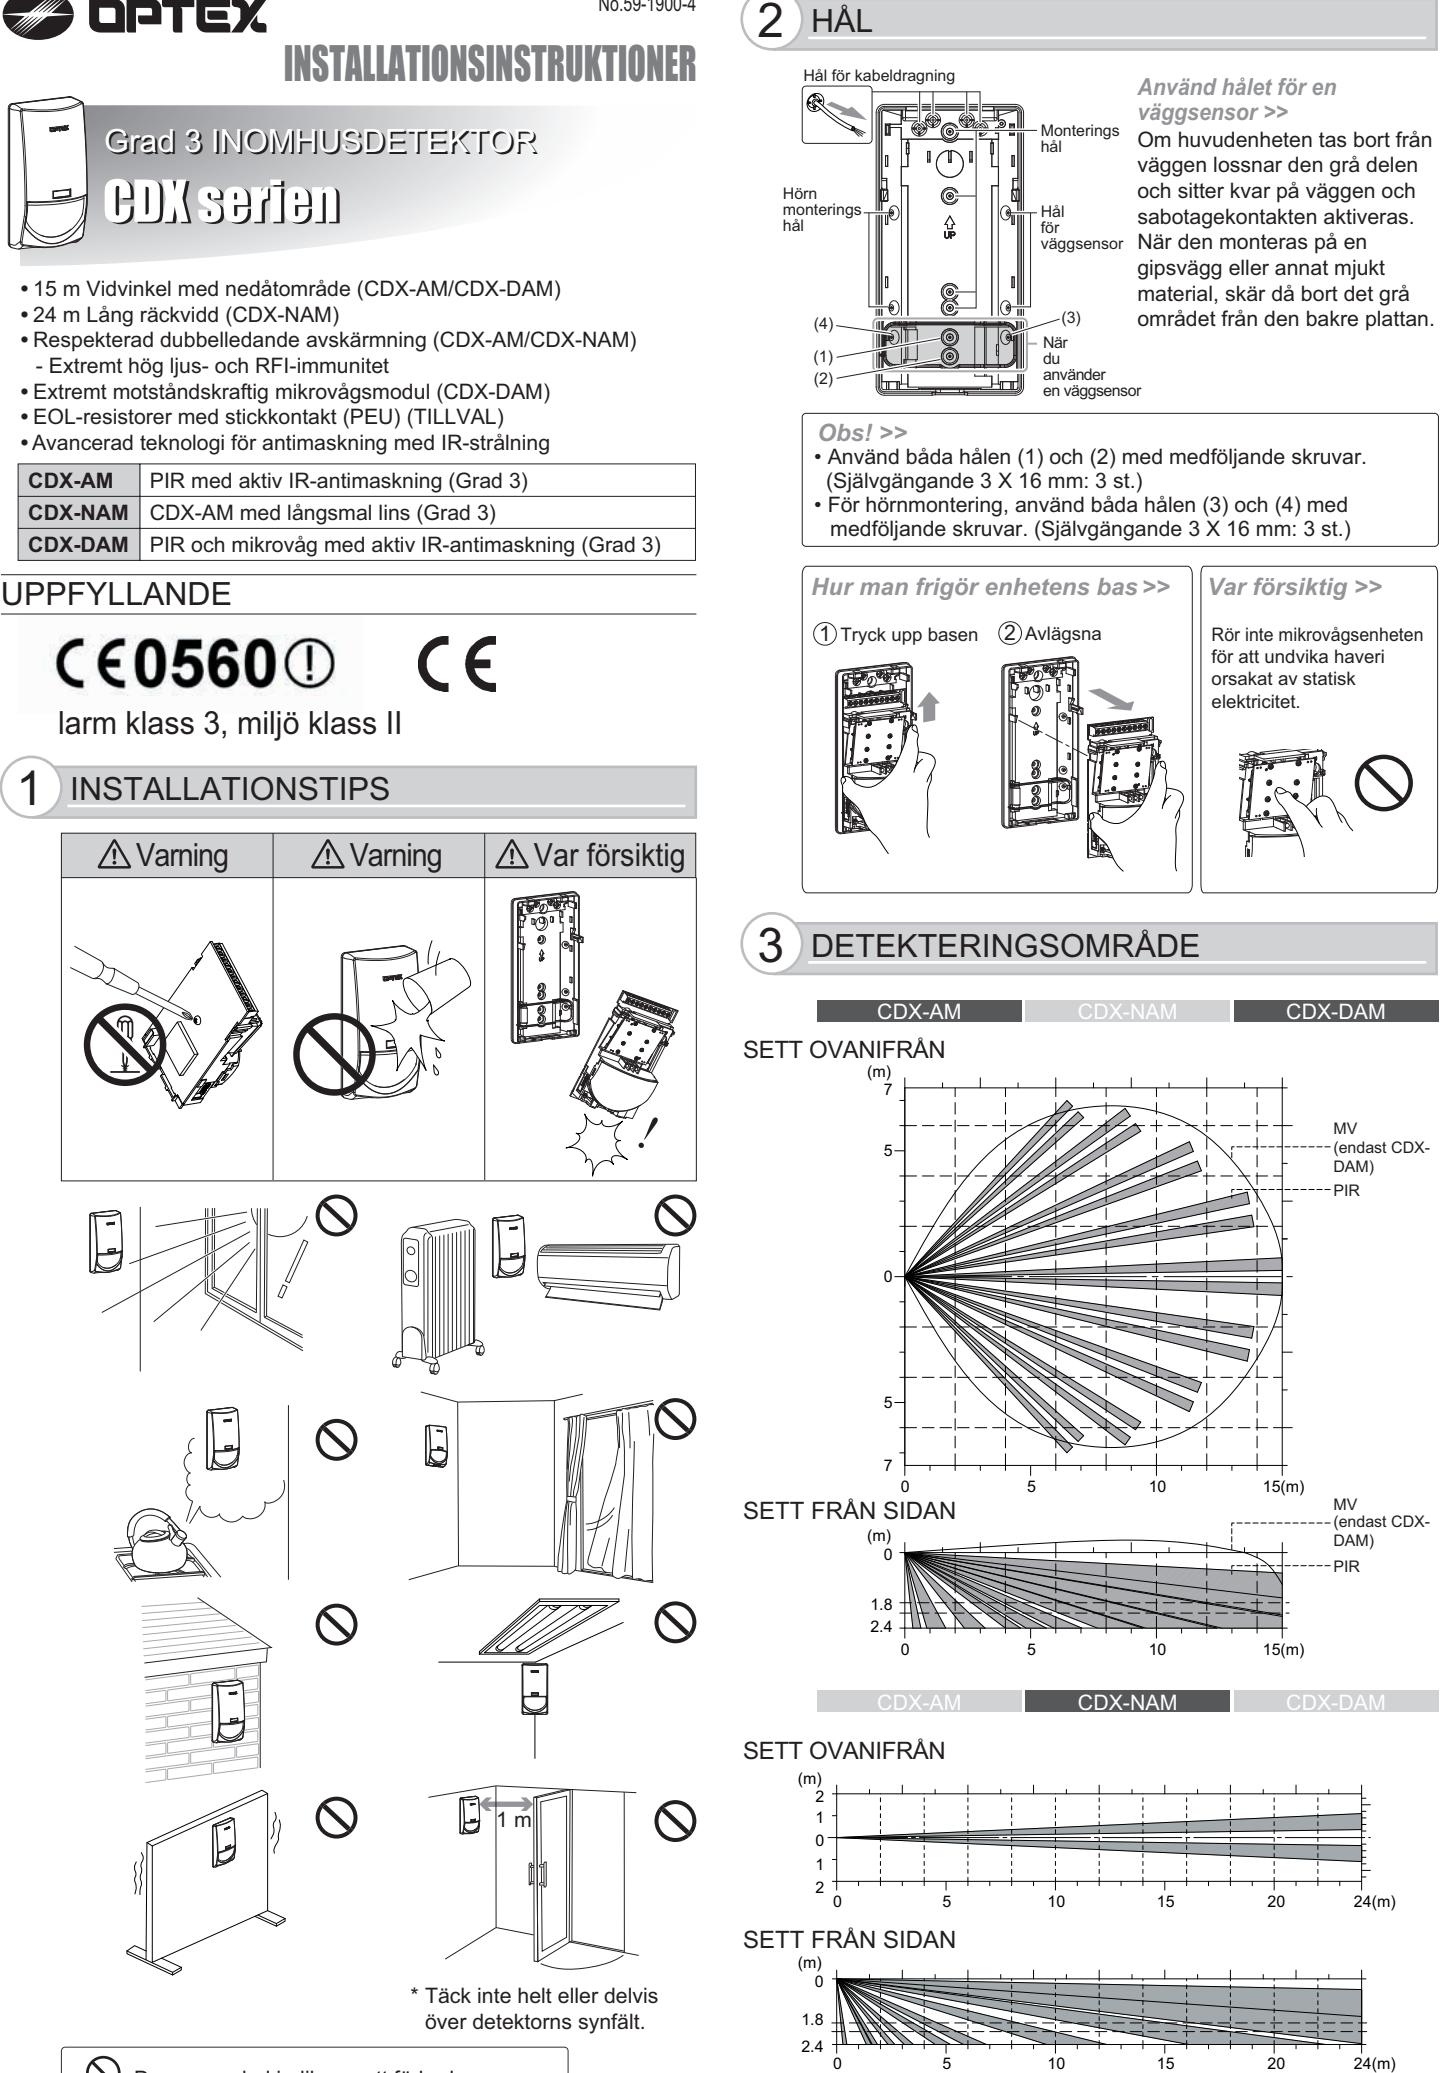 OPTEX
No.59-1900-4
INSTALLATIONSINSTRUKTIONER
OPTEX
Grad 3 INOMHUSDETEKTOR
CDX serien
• 15 m Vidvinkel med nedåtområde (CDX-AM/CDX-DAM)
• 24 m Lång räckvidd (CDX-NAM)
• Respekterad dubbelledande avskärmning (CDX-AM/CDX-NAM)
- Extremt hög ljus- och RFI-immunitet
• Extremt motståndskraftig mikrovågsmodul (CDX-DAM)
• EOL-resistorer med stickkontakt (PEU) (TILLVAL)
• Avancerad teknologi för antimaskning med IR-strålning
CDX-AM PIR med aktiv IR-antimaskning (Grad 3)
CDX-NAM CDX-AM med långsmal lins (Grad 3)
CDX-DAM PIR och mikrovåg med aktiv IR-antimaskning (Grad 3)
UPPFYLLANDE
CE0560 CE
larm klass 3, miljö klass II
1 INSTALLATIONSTIPS
Varning Varning Var försiktig
OPTEX
UP
1 m
* Täck inte helt eller delvis
över detektorns synfält.
2 HÅL
Hål för kabeldragning
Monterings
hål
Hörn
monterings
hål
Hål
för
väggsensor
UP
(4)
(3)
(1)
(2)
När
du
använder
en väggsensor
Använd hålet för en
väggsensor >>
Om huvudenheten tas bort från
väggen lossnar den grå delen
och sitter kvar på väggen och
sabotagekontakten aktiveras.
När den monteras på en
gipsvägg eller annat mjukt
material, skär då bort det grå
området från den bakre plattan.
Obs! >>
• Använd båda hålen (1) och (2) med medföljande skruvar.
(Självgängande 3 X 16 mm: 3 st.)
• För hörnmontering, använd båda hålen (3) och (4) med
medföljande skruvar. (Självgängande 3 X 16 mm: 3 st.)
Hur man frigör enhetens bas >>
1 Tryck upp basen 2 Avlägsna
Var försiktig >>
Rör inte mikrovågsenheten
för att undvika haveri
orsakat av statisk
elektricitet.
3 DETEKTERINGSOMRÅDE
CDX-AM CDX-NAM CDX-DAM
SETT OVANIFRÅN
(m)
7
5
0
5
7
0 5 10 15(m)
MV
(endast CDX-
DAM)
PIR
SETT FRÅN SIDAN
(m)
0
1.8
2.4
0 5 10 15(m)
MV
(endast CDX-
DAM)
PIR
CDX-AM CDX-NAM CDX-DAM
SETT OVANIFRÅN
(m)
2
1
0
1
2
0 5 10 15 20 24(m)
SETT FRÅN SIDAN
(m)
0
1.8
2.4
0 5 10 15 20 24(m)